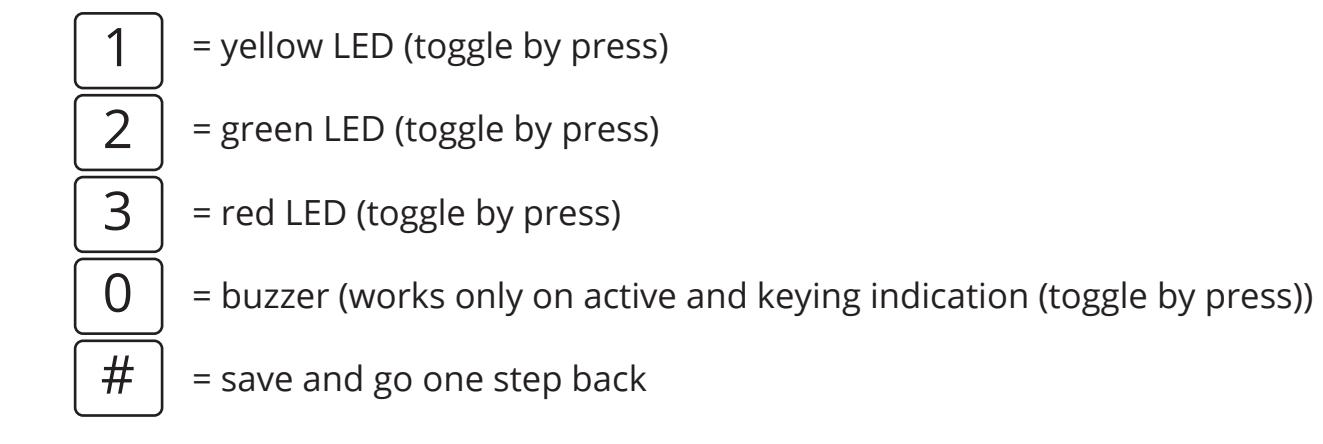 1 = yellow LED (toggle by press)
2 = green LED (toggle by press)
3 = red LED (toggle by press)
0 = buzzer (works only on active and keying indication (toggle by press))
# = save and go one step back